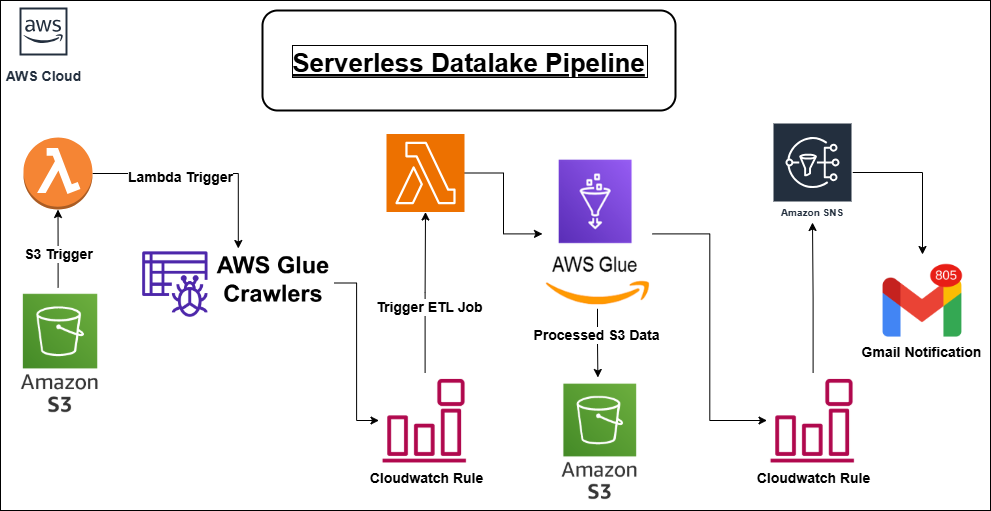 aws
AWS Cloud
Serverless Datalake Pipeline
Lambda Trigger
S3 Trigger
Amazon
S3
AWS Glue
Crawlers
Trigger ETL Job
Cloudwatch Rule
AWS Glue
Processed S3 Data
Amazon
S3
Cloudwatch Rule
Amazon SNS
805
Gmail Notification